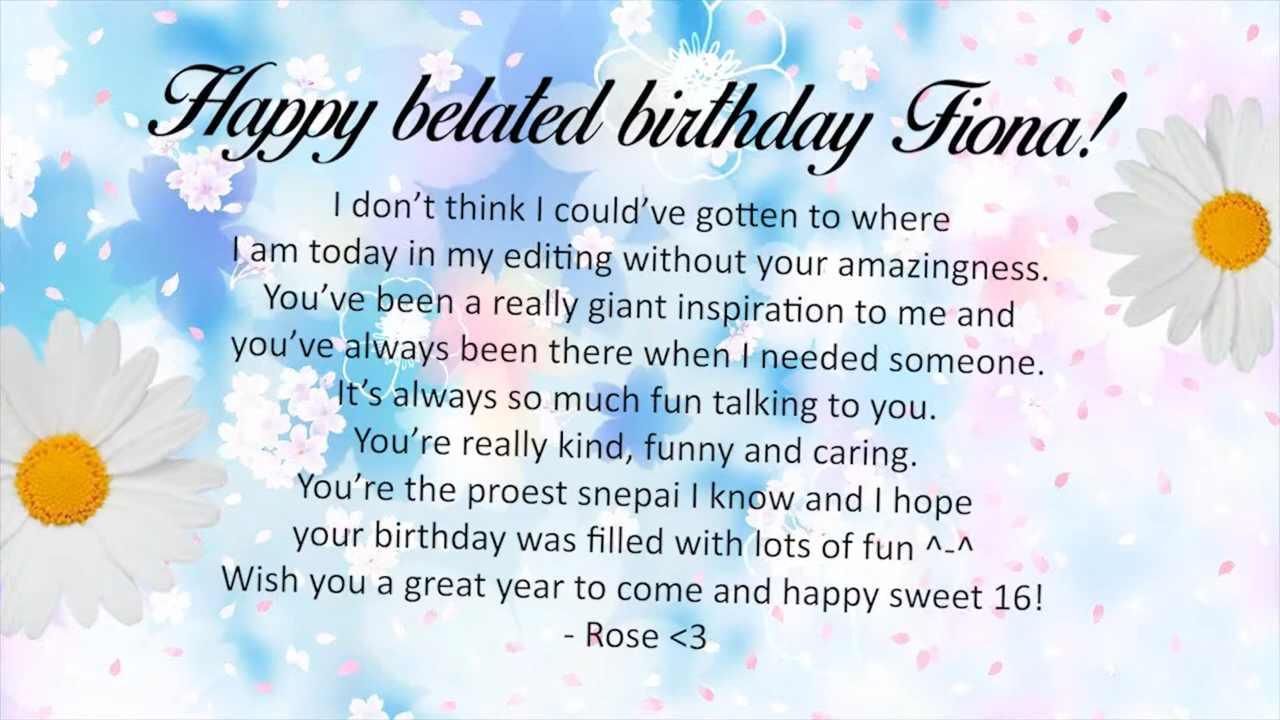 Happy belated birthday Fiona!
I don’t think I could’ve gotten to where
I am today in my editing without your amazingness.
You’ve been a really giant inspiration to me and
you’ve always been there when I needed someone.
It’s always so much fun talking to you.
You’re really kind, funny and caring.
You’re the proest snepai I know and I hope
your birthday was filled with lots of fun ^-^
Wish you a great year to come and happy sweet 16!
- Rose <3